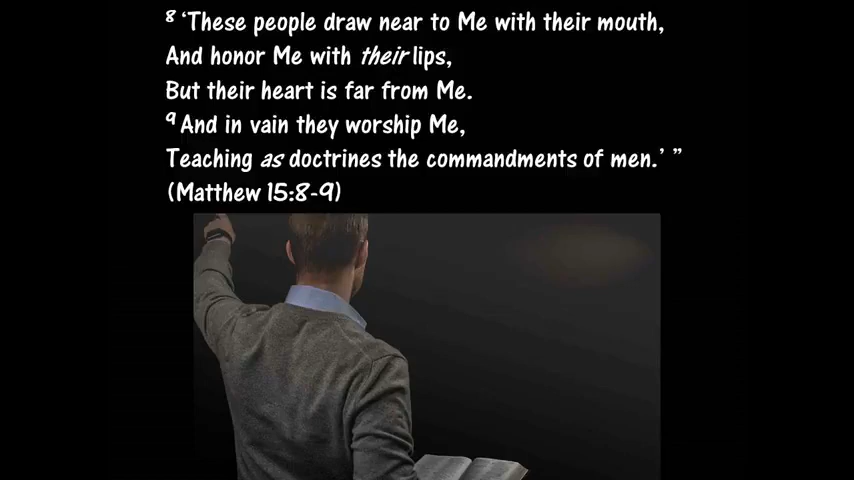 8 ‘These people draw near to Me with their mouth,
And honor Me with their lips,
But their heart is far from Me.
9 And in vain they worship Me,
Teaching as doctrines the commandments of men.’ ”
(Matthew 15:8-9)